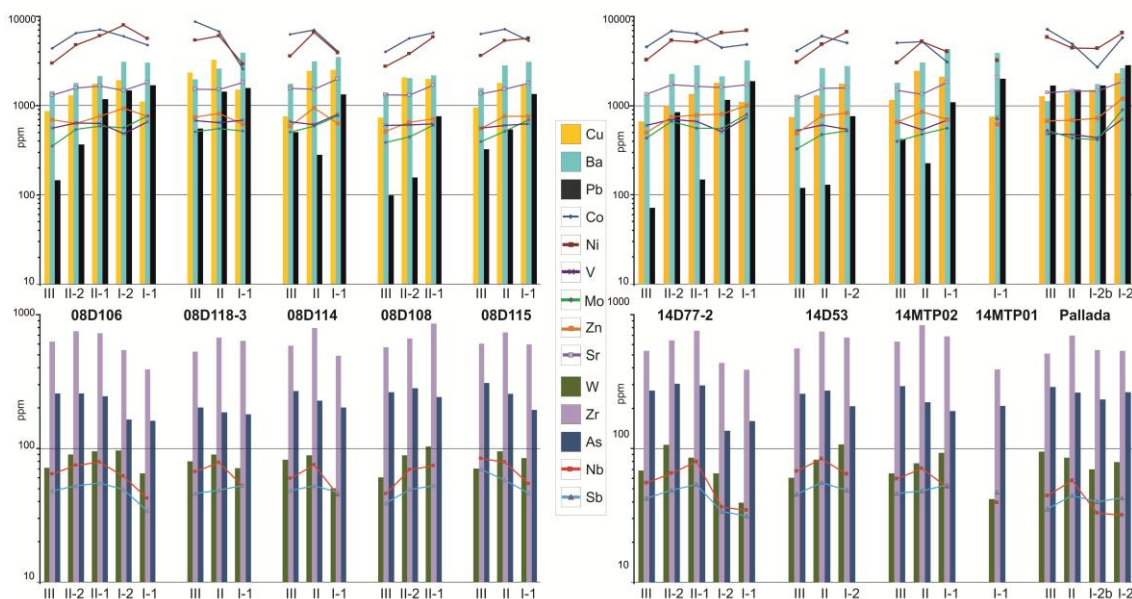 10000
1000
ppm
100
10
III II-2 II-1 I-2 I-1 III II I-1 III II I-1 III II-2 II-1 III II I-1
08D106 08D118-3 08D114 08D108 08D115
1000
ppm
100
10
III II-2 II-1 I-2 I-1 III II I-1 III II I-1 III II-2 II-1 III II I-1
Cu
Ba
Pb
Co
Ni
V
Mo
Zn
Sr
W
Zr
As
Nb
Sb
10000
1000
ppm
100
10
III II-2 II-1 I-2 I-1 III II I-2 III II I-1 I-1 III II I-2b I-2
14D77-2 14D53 14MTP02 14MTP01 Pallada
1000
ppm
100
10
III II-2 II-1 I-2 I-1 III II I-2 III II I-1 I-1 III II I-2b I-2